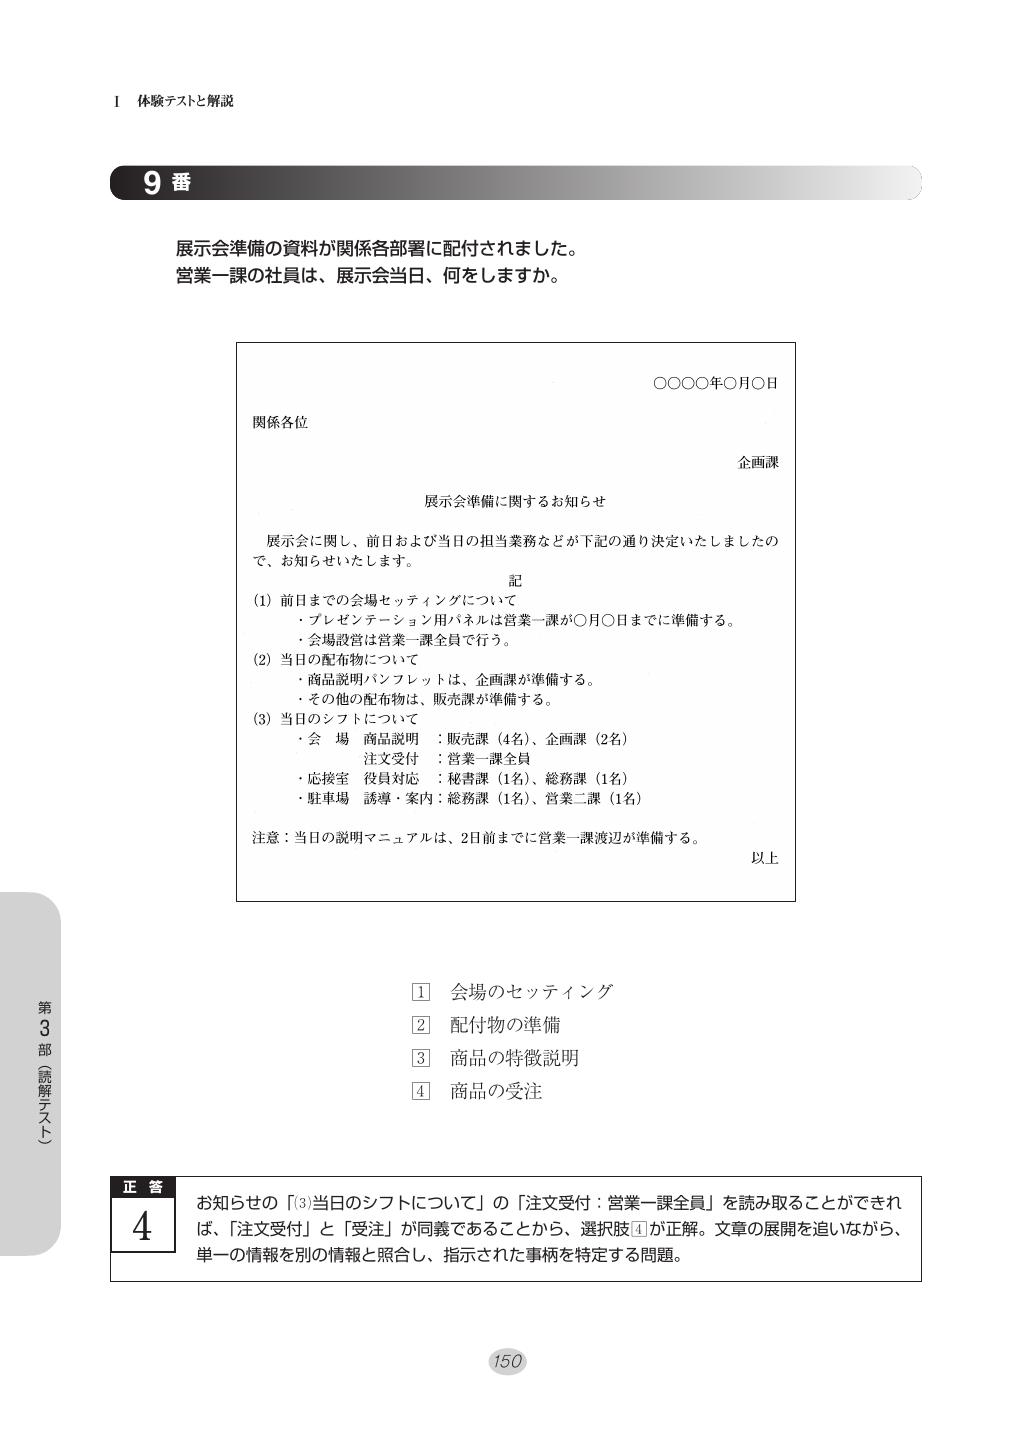 I　体験テストと解説
9 番
展示会準備の資料が関係各部署に配付されました。
営業一課の社員は、展示会当日、何をしますか。
〇〇〇〇年〇月〇日
関係各位
企画課
展示会準備に関するお知らせ
展示会に関し、前日および当日の担当業務などが下記の通り決定いたしましたの
で、お知らせいたします。
記
（1）前日までの会場セッティングについて
・プレゼンテーション用パネルは営業一課が〇月〇日までに準備する。
・会場設営は営業一課全員で行う。
（2）当日の配布物について
・商品説明パンフレットは、企画課が準備する。
・その他の配布物は、販売課が準備する。
（3）当日のシフトについて
・会　場　商品説明　：販売課（4名）、企画課（2名）
注文受付　：営業一課全員
・応接室　役員対応　：秘書課（1名）、総務課（1名）
・駐車場　誘導・案内：総務課（1名）、営業二課（1名）
注意：当日の説明マニュアルは、2日前までに営業一課渡辺が準備する。
以上
1　会場のセッティング
2　配付物の準備
3　商品の特徴説明
4　商品の受注
第3部（読解テスト）
正 答
4
お知らせの「⑶当日のシフトについて」の「注文受付：営業一課全員」を読み取ることができれ
ば、「注文受付」と「受注」が同義であることから、選択肢4が正解。文章の展開を追いながら、
単一の情報を別の情報と照合し、指示された事柄を特定する問題。
150